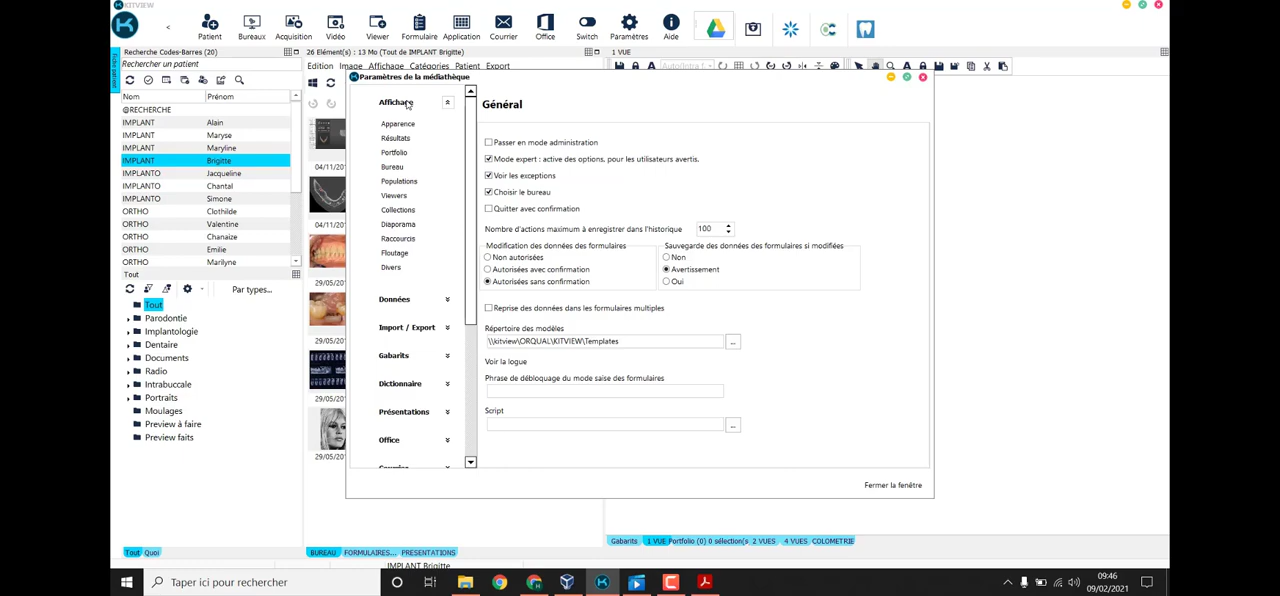 KITVIEW
Patient
Bureaux
Acquisition
Vidéo
Viewer
Formulaire
Application
Courrier
Office
Switch
Paramètres
Aide
Fiche patient
Recherche Codes-Barres (20)
26 Elément(s) : 13 Mo (Tout de IMPLANT Brigitte)
1 VUE
Rechercher un patient
Edition Image Affichage Catégories Patient Export
Auto(intra
Nom Prénom
@RECHERCHE
IMPLANT Alain
IMPLANT Maryse
IMPLANT Maryline
IMPLANT Brigitte
IMPLANTO Jacqueline
IMPLANT Chantal
IMPLANTO Simone
ORTHO Clothilde
ORTHO Valentine
ORTHO Chanaize
ORTHO Emilie
ORTHO Marilyne
Tout
Par types...
Tout
Parodontie
Implantologie
Dentaire
Documents
Radio
Intrabuccale
Portraits
Moulages
Preview à faire
Preview faits
Tout Quoi
04/11/20
04/11/20
29/05/20
29/05/20
29/05/20
29/05/20
Paramètres de la médiathèque
Affichage
Apparence
Résultats
Portfolio
Bureau
Populations
Viewers
Collections
Diaporama
Raccourcis
Floutage
Divers
Données
Import / Export
Gabarits
Dictionnaire
Présentations
Office
Courrier
Général
Passer en mode administration
Mode expert : active des options, pour les utilisateurs avertis.
Voir les exceptions
Choisir le bureau
Quitter avec confirmation
Nombre d'actions maximum à enregistrer dans l'historique 100
Modification des données des formulaires
Non autorisées
Autorisées avec confirmation
Autorisées sans confirmation
Sauvegarde des données des formulaires si modifiées
Non
Avertissement
Oui
Reprise des données dans les formulaires multiples
Répertoire des modèles
\\kitview\ORQUAL\KITVIEW\Templates
...
Voir la logue
Phrase de débloquage du mode saise des formulaires
Script
...
Fermer la fenêtre
BUREAU FORMULAIRES... PRESENTATIONS
Gabarits 1 VUE Portfolio (0) 0 sélection(s 2 VUES 4 VUES COLOMETRIE
IMPLANT Brigitte
Taper ici pour rechercher
09:46
09/02/2021